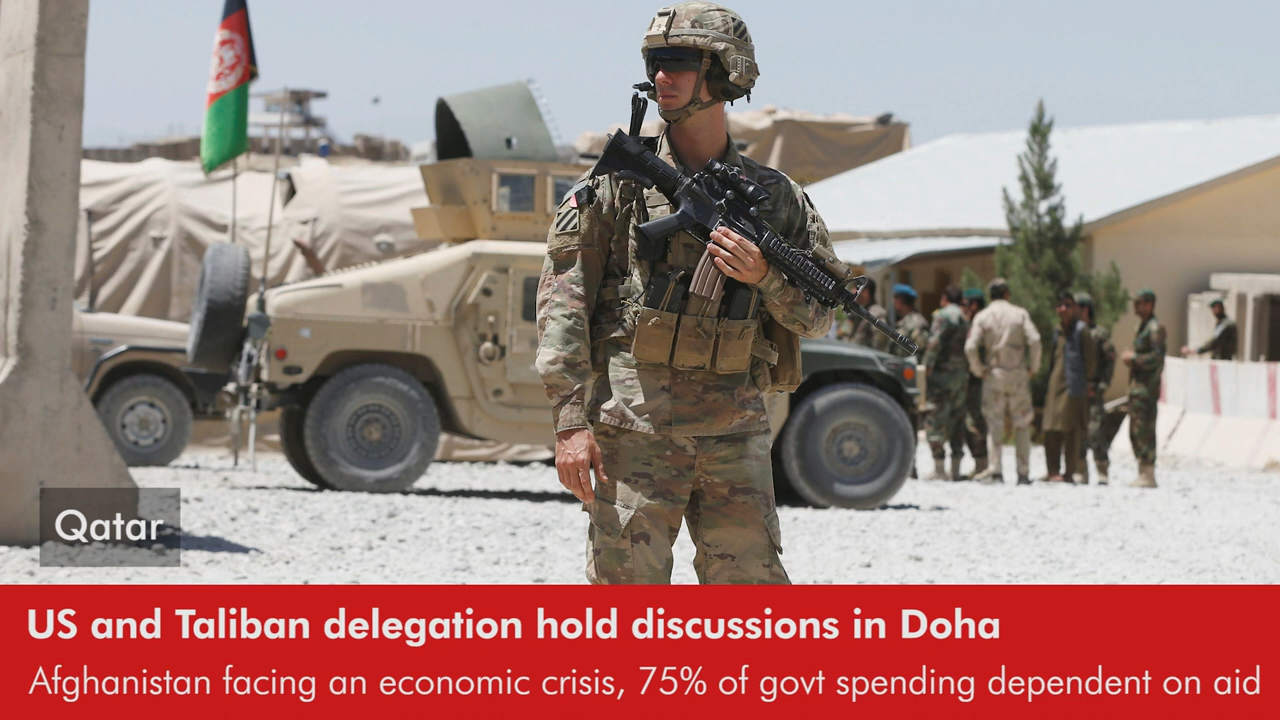 Qatar
US and Taliban delegation hold discussions in Doha
Afghanistan facing an economic crisis, 75% of govt spending dependent on aid